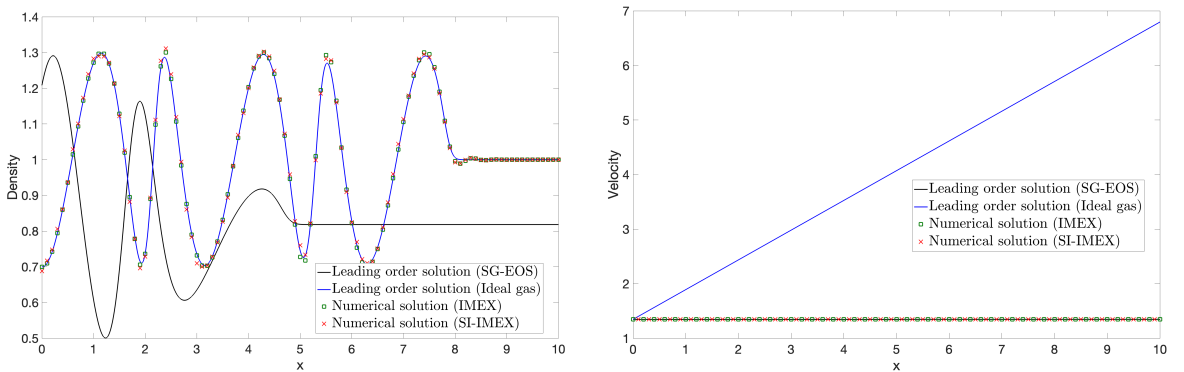 1.4
1.3
1.2
1.1
1
0.9
0.8
0.7
0.6
0.5
Density
0 1 2 3 4 5 6 7 8 9 10
x
Leading order solution (SG-EOS)
Leading order solution (Ideal gas)
Numerical solution (IMEX)
Numerical solution (SI-IMEX)
7
6
5
4
3
2
1
Velocity
0 1 2 3 4 5 6 7 8 9 10
x
Leading order solution (SG-EOS)
Leading order solution (Ideal gas)
Numerical solution (IMEX)
Numerical solution (SI-IMEX)